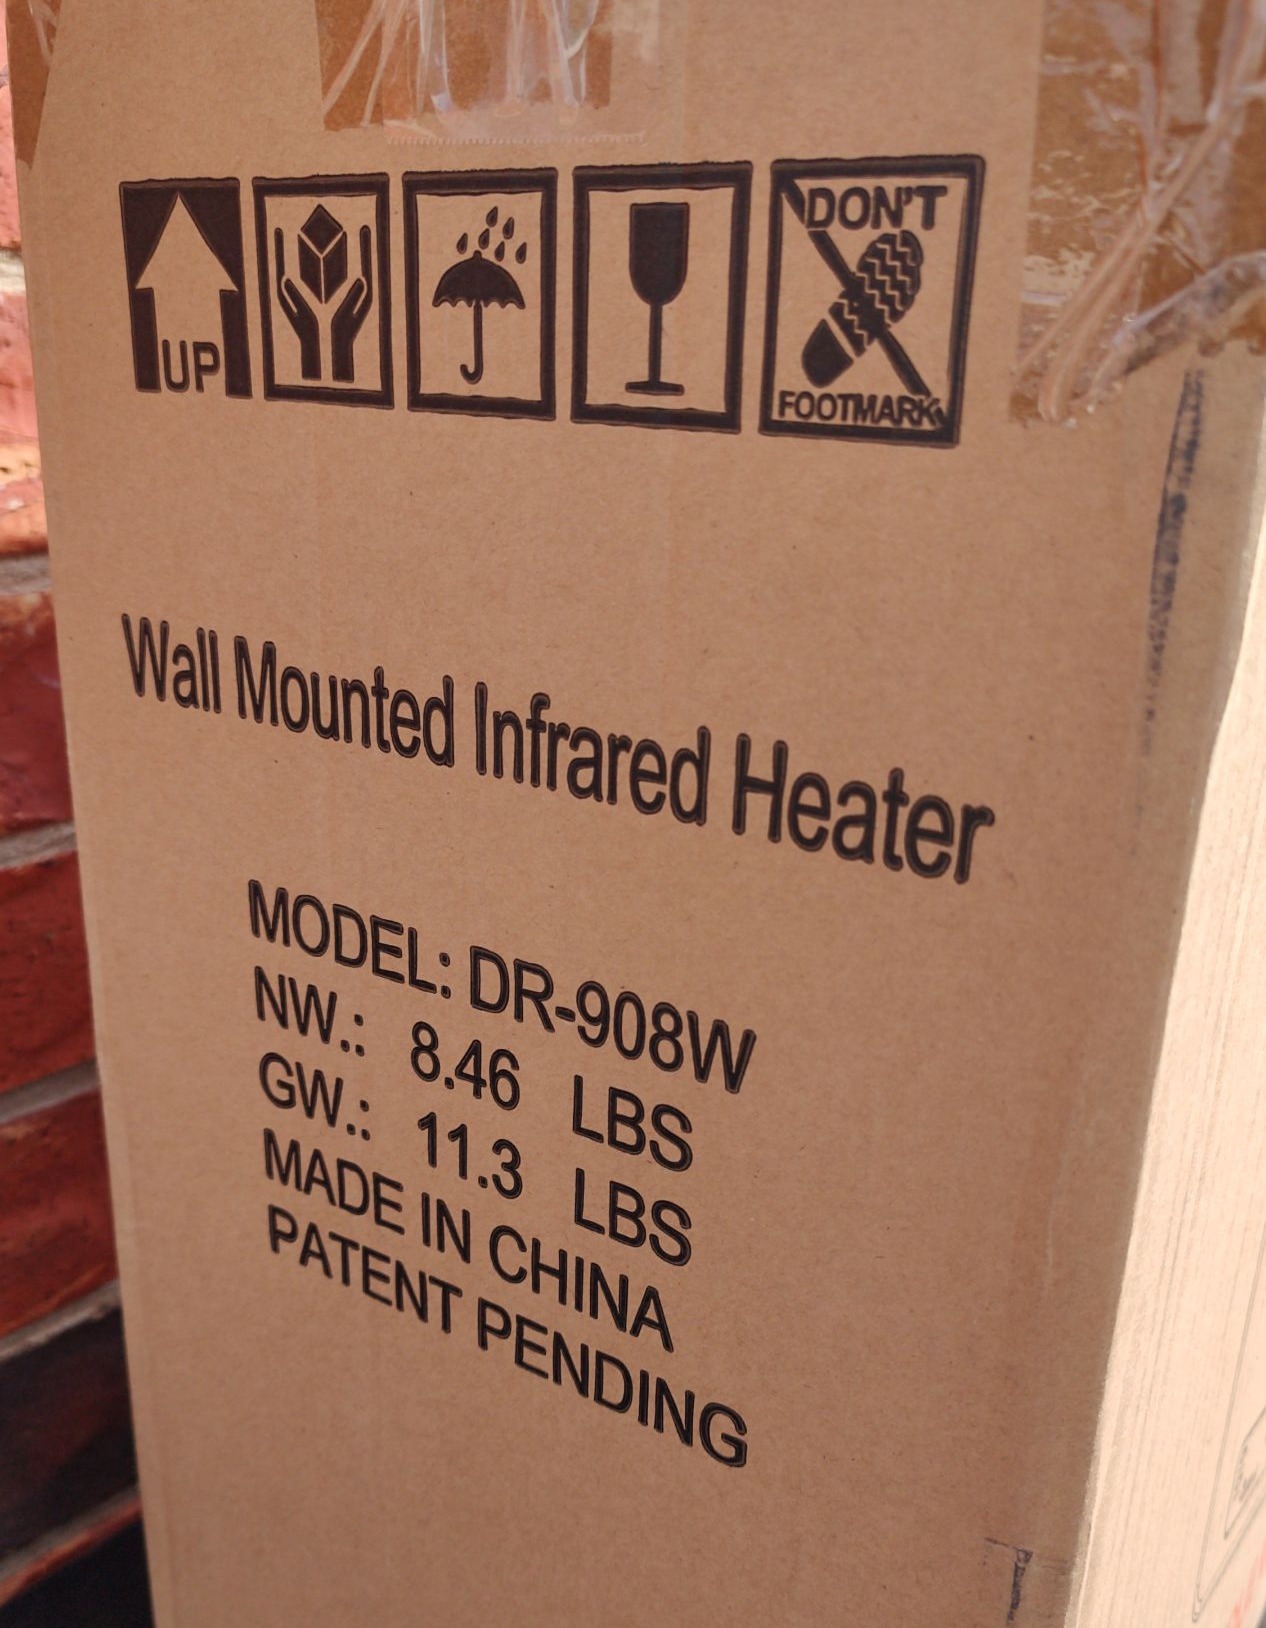 UP
DON'T
FOOTMARK
Wall Mounted Infrared Heater
MODEL: DR-908W
NW.: 8.46 LBS
GW.: 11.3 LBS
MADE IN CHINA
PATENT PENDING